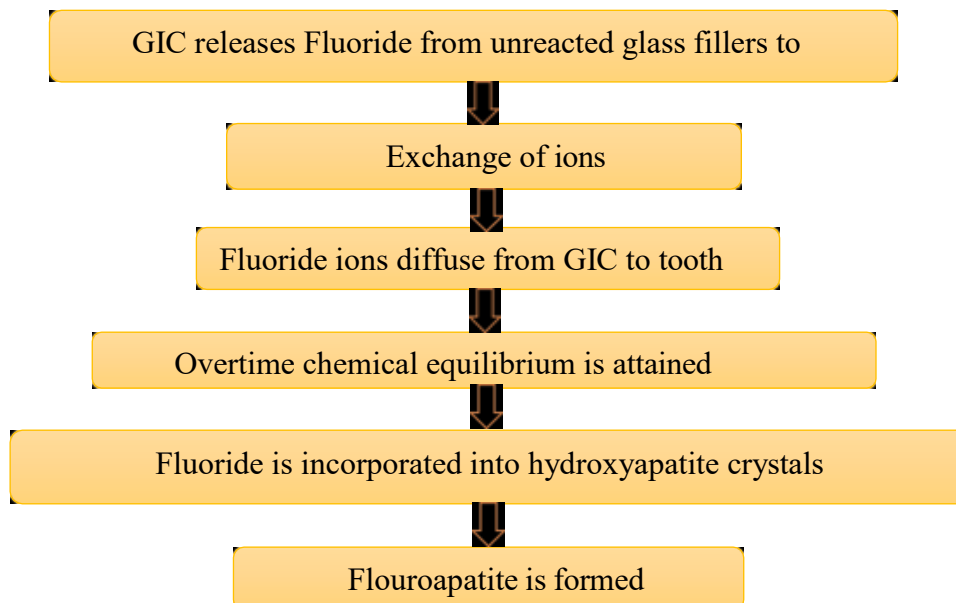 GIC releases Fluoride from unreacted glass fillers to
Exchange of ions
Fluoride ions diffuse from GIC to tooth
Overtime chemical equilibrium is attained
Fluoride is incorporated into hydroxyapatite crystals
Flouroapatite is formed